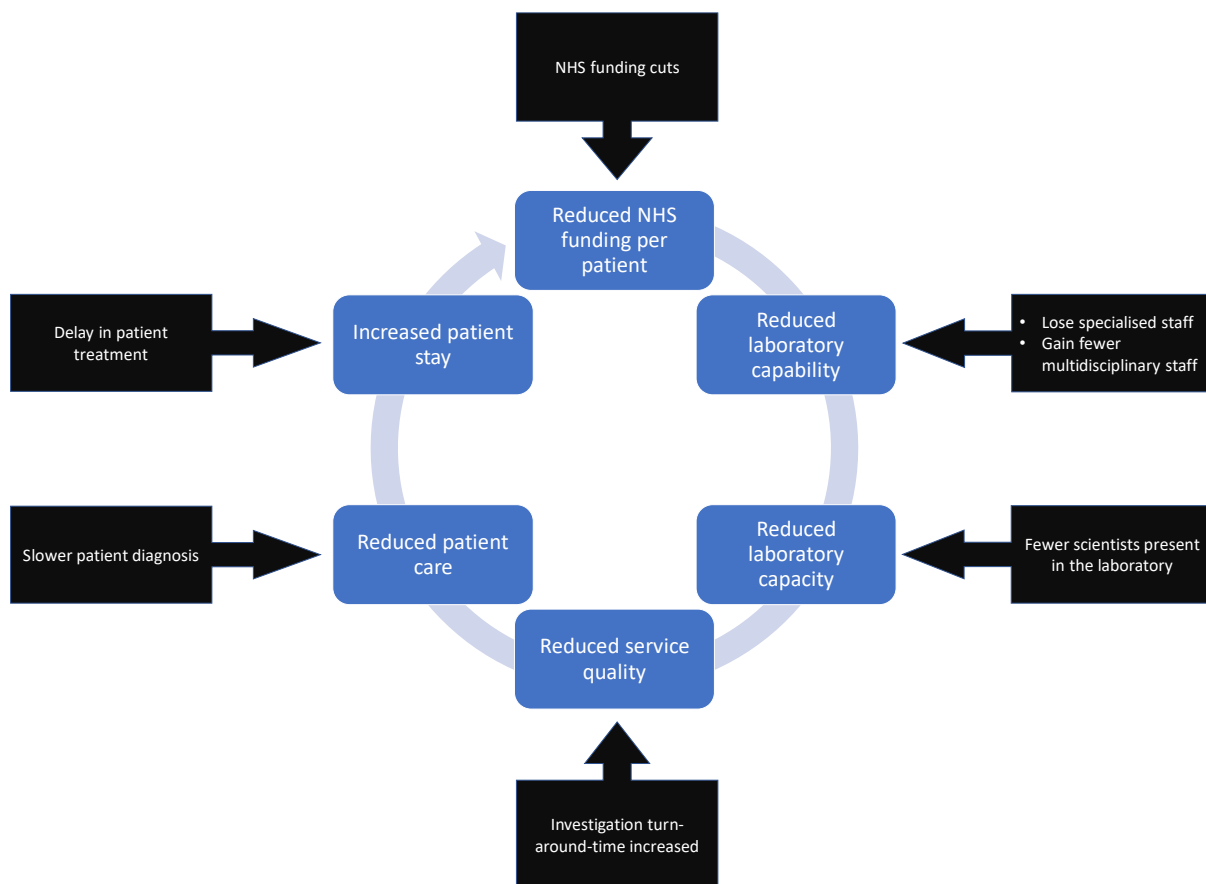 NHS funding cuts
Reduced NHS
funding per
patient
Delay in patient
treatment
Increased patient
stay
Reduced
laboratory
capability
• Lose specialised staff
• Gain fewer
multidisciplinary staff
Slower patient diagnosis
Reduced patient
care
Reduced
laboratory
capacity
Fewer scientists present
in the laboratory
Reduced service
quality
Investigation turn-
around-time increased